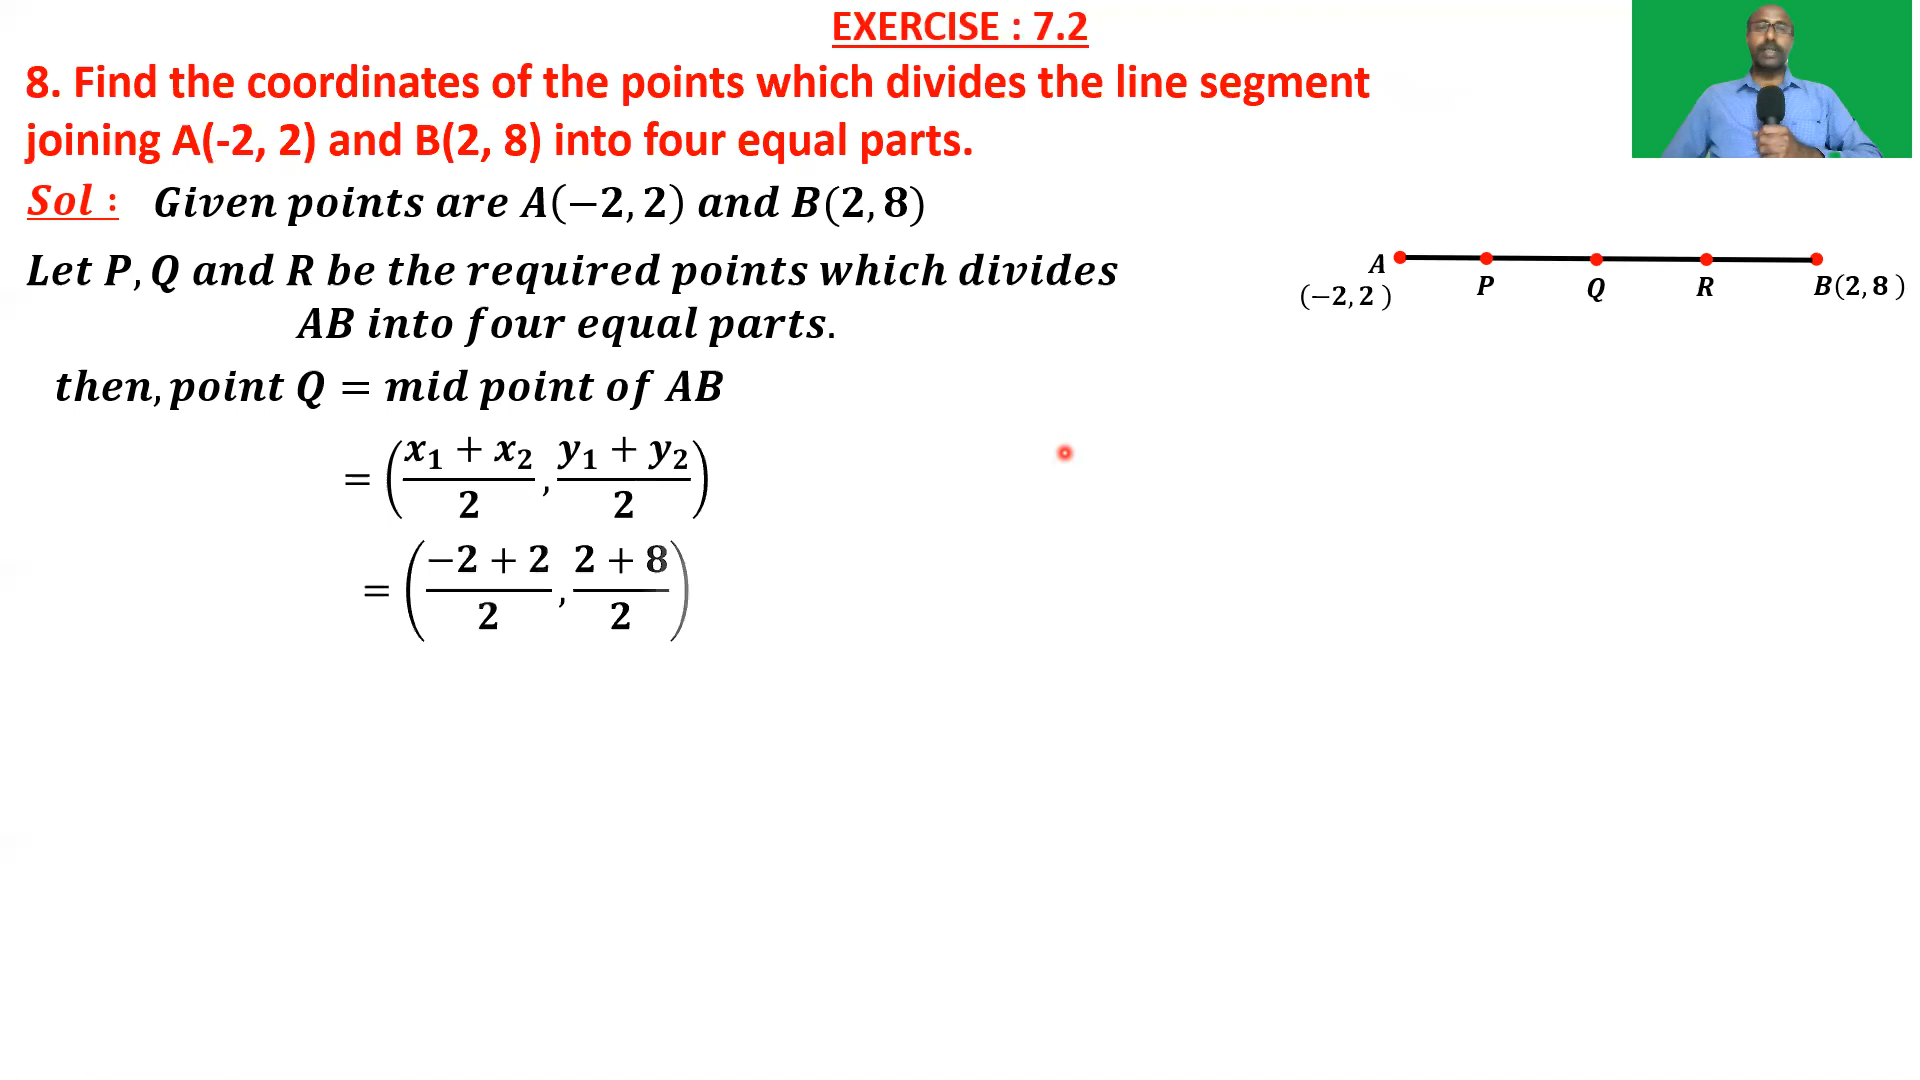 EXERCISE : 7.2
8. Find the coordinates of the points which divides the line segment
joining A(-2, 2) and B(2, 8) into four equal parts.
Sol : Given points are A(−2, 2) and B(2, 8)
Let P, Q and R be the required points which divides
AB into four equal parts.
then, point Q = mid point of AB
= (x₁ + x₂ / 2 , y₁ + y₂ / 2)
= (−2 + 2 / 2 , 2 + 8 / 2)
A P Q R B(2, 8 )
(−2, 2 )